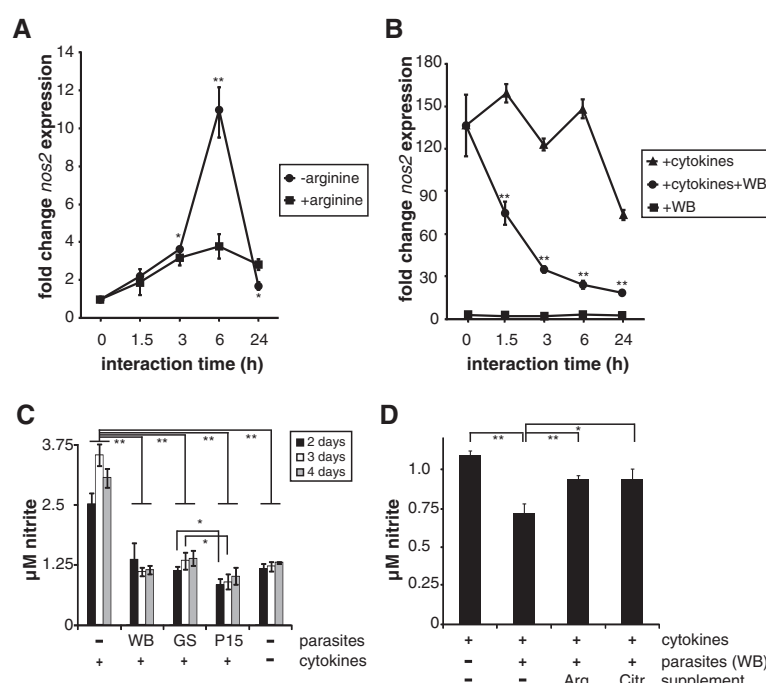 A
fold change nos2 expression
14
12
10
8
6
4
2
0
**
*
*
0 1.5 3 6 24
interaction time (h)
-arginine
+arginine
B
fold change nos2 expression
180
150
120
90
60
30
0
**
**
**
**
0 1.5 3 6 24
interaction time (h)
+cytokines
+cytokines+WB
+WB
C
µM nitrite
3.75
2.5
1.25
0
** ** ** **
*
*
2 days
3 days
4 days
- WB GS P15 - parasites
+ + + + - cytokines
D
µM nitrite
1.0
0.75
0.5
0.25
0
** ** *
+ + + + cytokines
- + + + parasites (WB)
- - Arg Citr supplement